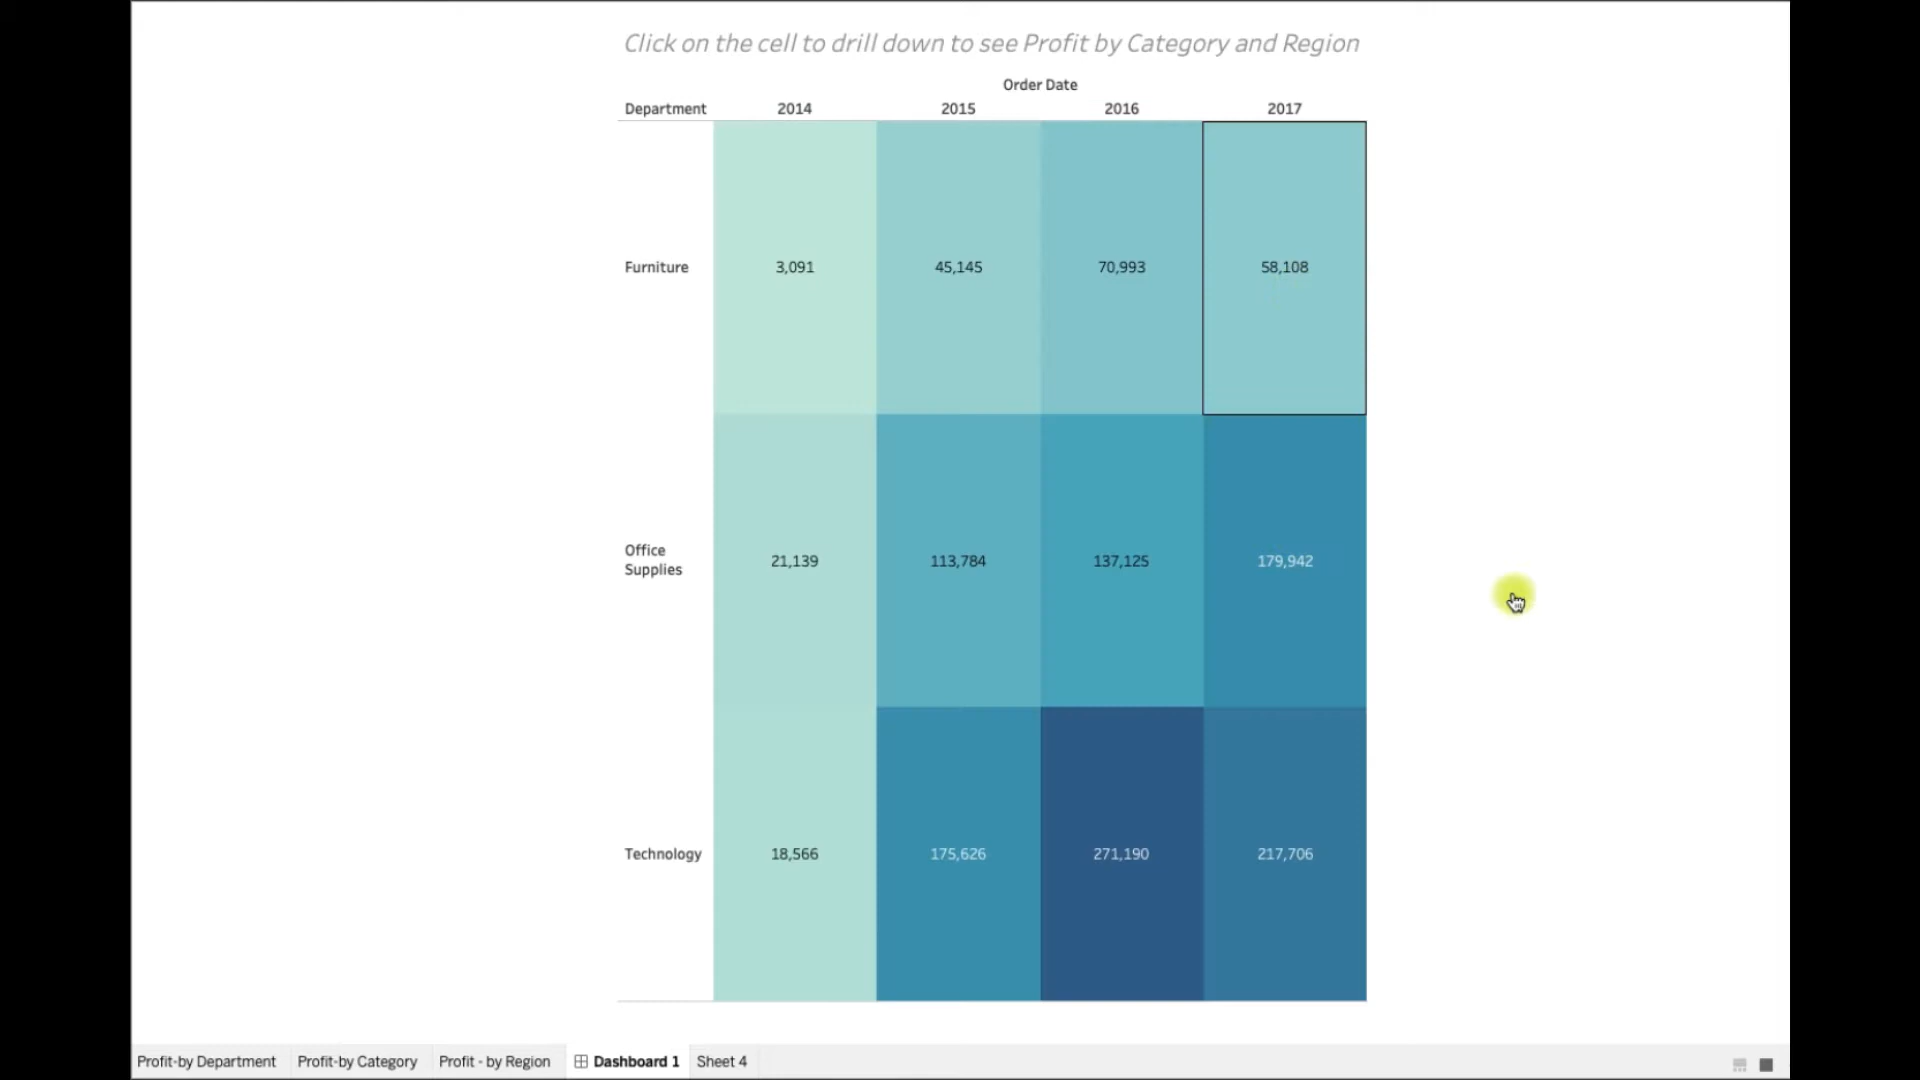 Click on the cell to drill down to see Profit by Category and Region
Order Date
Department 2014 2015 2016 2017
Furniture 3,091 45,145 70,993 58,108
Office
Supplies 21,139 113,784 137,125 179,942
Technology 18,566 175,626 271,190 217,706
Profit-by Department Profit-by Category Profit - by Region Dashboard 1 Sheet 4